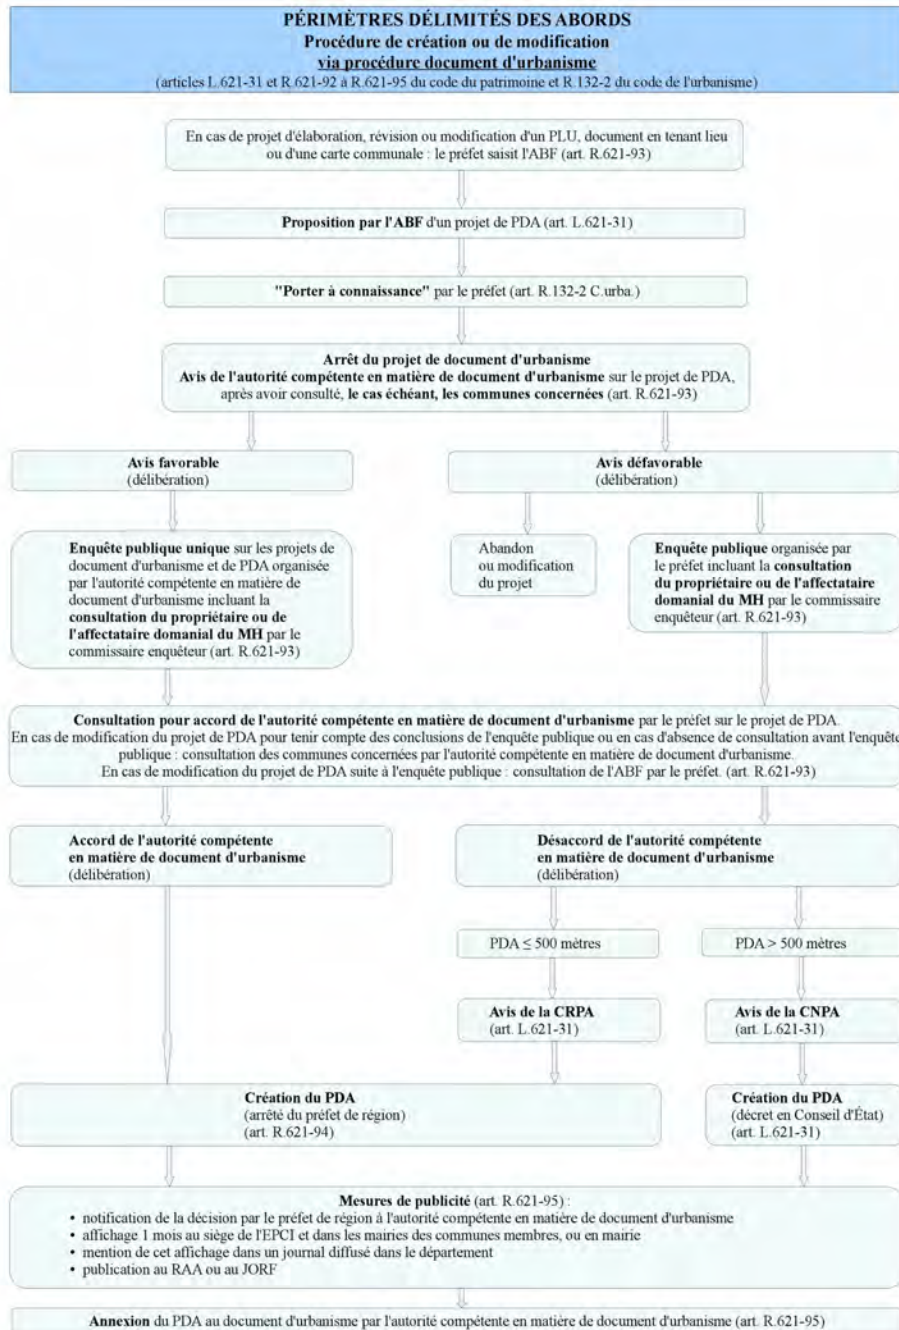 PÉRIMÈTRES DÉLIMITÉS DES ABORDS
Procédure de création ou de modification
via procédure document d'urbanisme
(articles L.621-31 et R.621-92 à R.621-95 du code du patrimoine et R.132-2 du code de l'urbanisme)
En cas de projet d'élaboration, révision ou modification d'un PLU, document en tenant lieu
ou d'une carte communale : le préfet saisit l'ABF (art. R.621-93)
Proposition par l'ABF d'un projet de PDA (art. L.621-31)
"Porter à connaissance" par le préfet (art. R.132-2 C.urba.)
Arrêt du projet de document d'urbanisme
Avis de l'autorité compétente en matière de document d'urbanisme sur le projet de PDA,
après avoir consulté, le cas échéant, les communes concernées (art. R.621-93)
Avis favorable
(délibération)
Avis défavorable
(délibération)
Enquête publique unique sur les projets de
document d'urbanisme et de PDA organisée
par l'autorité compétente en matière de
document d'urbanisme incluant la
consultation du propriétaire ou de
l'affectataire domanial du MH par le
commissaire enquêteur (art. R.621-93)
Abandon
ou modification
du projet
Enquête publique organisée par
le préfet incluant la consultation
du propriétaire ou de l'affectataire
domanial du MH par le commissaire
enquêteur (art. R.621-93)
Consultation pour accord de l'autorité compétente en matière de document d'urbanisme par le préfet sur le projet de PDA.
En cas de modification du projet de PDA pour tenir compte des conclusions de l'enquête publique ou en cas d'absence de consultation avant l'enquête
publique : consultation des communes concernées par l'autorité compétente en matière de document d'urbanisme.
En cas de modification du projet de PDA suite à l'enquête publique : consultation de l'ABF par le préfet. (art. R.621-93)
Accord de l'autorité compétente
en matière de document d'urbanisme
(délibération)
Désaccord de l'autorité compétente
en matière de document d'urbanisme
(délibération)
PDA ≤ 500 mètres
PDA > 500 mètres
Avis de la CRPA
(art. L.621-31)
Avis de la CNPA
(art. L.621-31)
Création du PDA
(arrêté du préfet de région)
(art. R.621-94)
Création du PDA
(décret en Conseil d'État)
(art. L.621-31)
Mesures de publicité (art. R.621-95) :
• notification de la décision par le préfet de région à l'autorité compétente en matière de document d'urbanisme
• affichage 1 mois au siège de l'EPCI et dans les mairies des communes membres, ou en mairie
• mention de cet affichage dans un journal diffusé dans le département
• publication au RAA ou au JORF
Annexion du PDA au document d'urbanisme par l'autorité compétente en matière de document d'urbanisme (art. R.621-95)